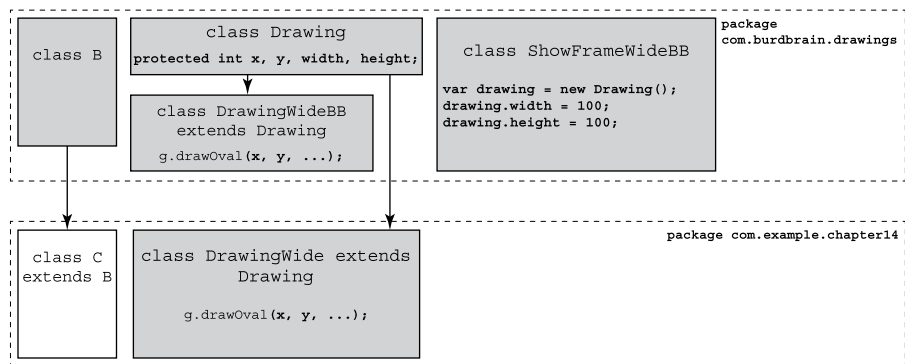 class B
class Drawing
protected int x, y, width, height;
class DrawingWideBB
extends Drawing
g.drawOval(x, y, ...);
class ShowFrameWideBB
var drawing = new Drawing();
drawing.width = 100;
drawing.height = 100;
package
com.burdbrain.drawings
class C
extends B
class DrawingWide extends
Drawing
g.drawOval(x, y, ...);
package com.example.chapter14